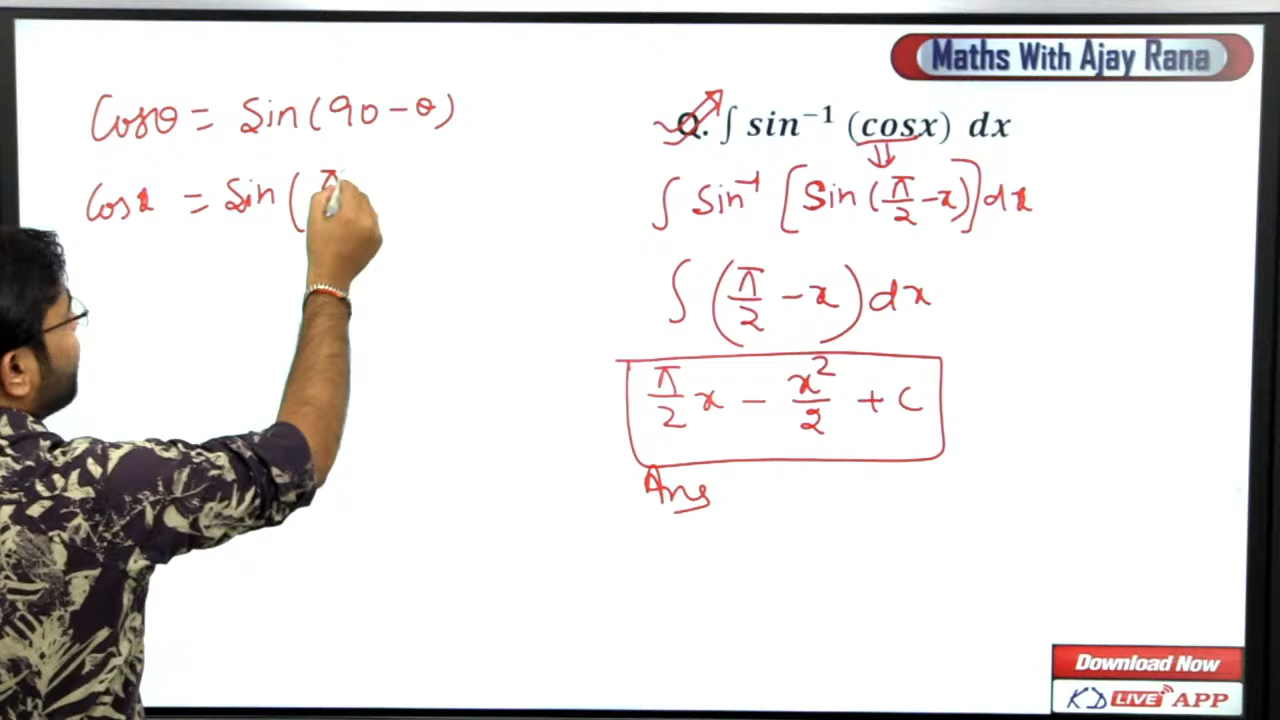 Maths With Ajay Rana
Cosθ = Sin(90 - θ)
Cosx = Sin(π
Q. ∫ sin⁻¹ (cosx) dx
⇓
∫ Sin⁻¹ [Sin(π/2 - x)]dx
∫ (π/2 - x)dx
π/2 x - x²/2 + c
Ans
Download Now
KD LIVE APP